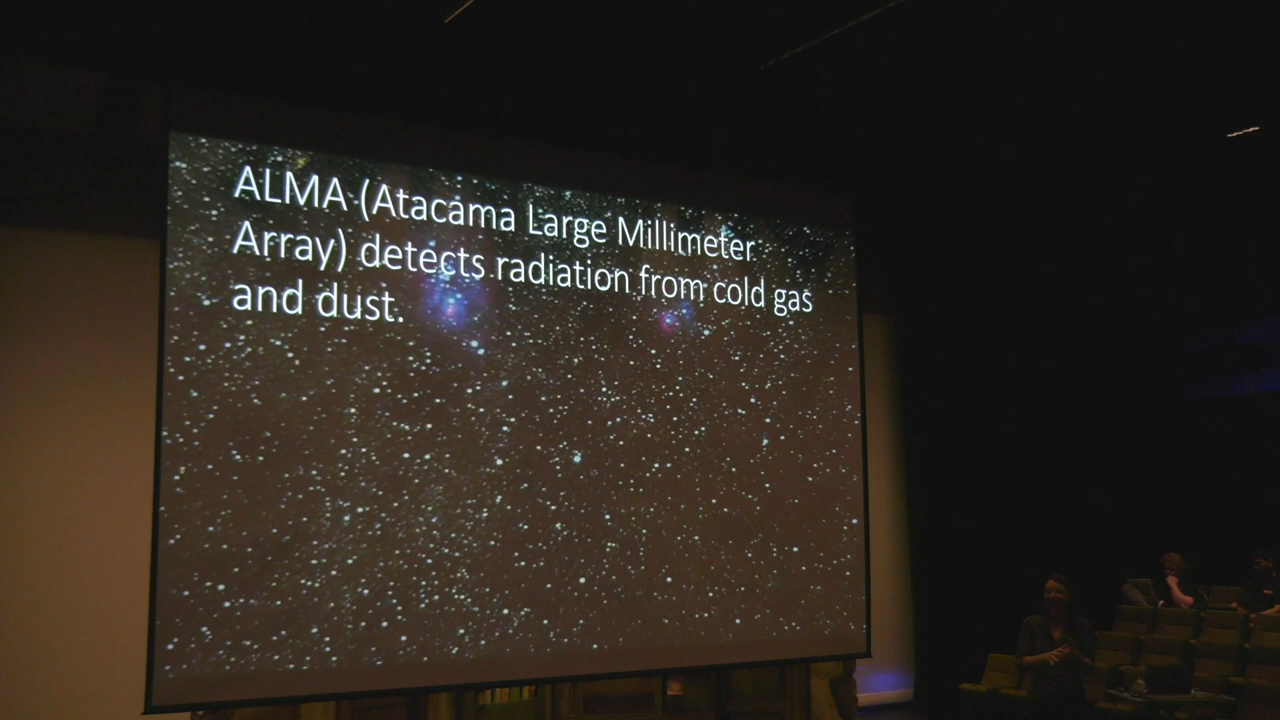 ALMA (Atacama Large Millimeter
Array) detects radiation from cold gas
and dust.